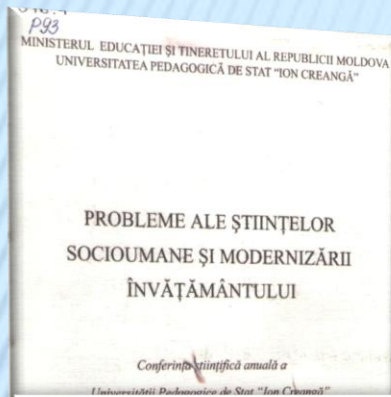 P93
MINISTERUL EDUCAŢIEI ŞI TINERETULUI AL REPUBLICII MOLDOVA
UNIVERSITATEA PEDAGOGICĂ DE STAT "ION CREANGĂ"
PROBLEME ALE ŞTIINŢELOR
SOCIOUMANE ŞI MODERNIZĂRII
ÎNVĂŢĂMÂNTULUI
Conferinţa ştiinţifică anuală a
Universităţii Pedagogice de Stat "Ion Creangă"